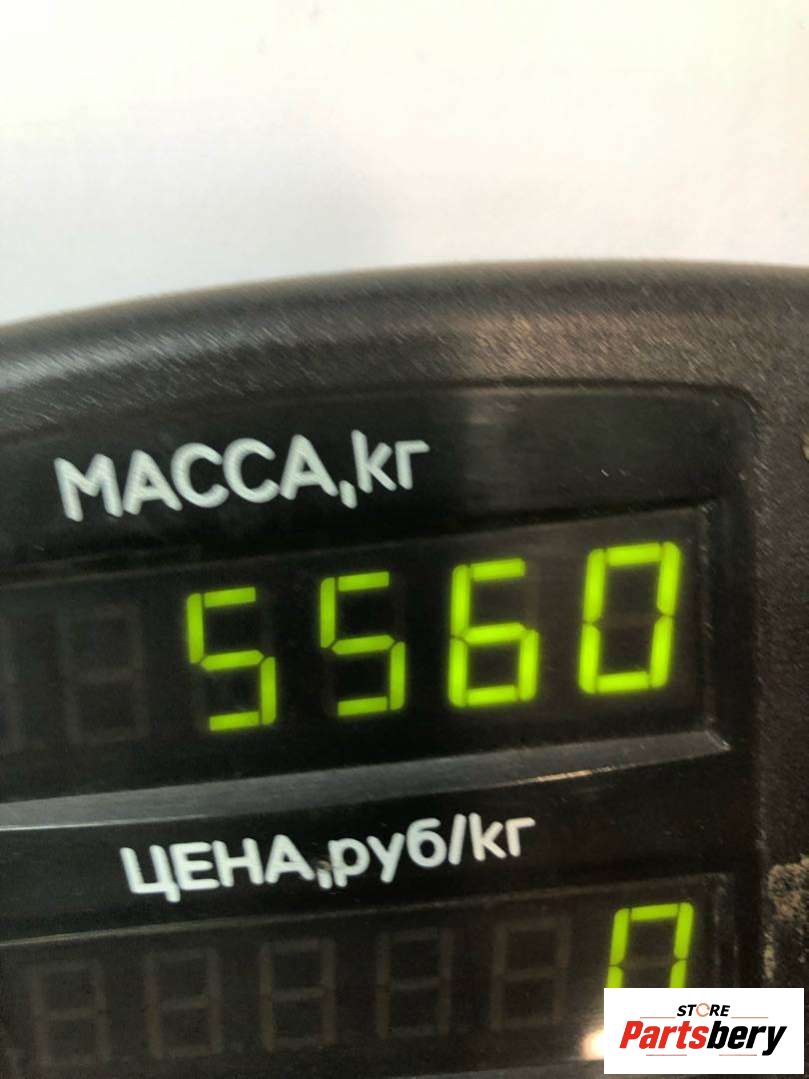 МАССА,кг
5560
ЦЕНА,руб/кг
0
STORE
Partsbery